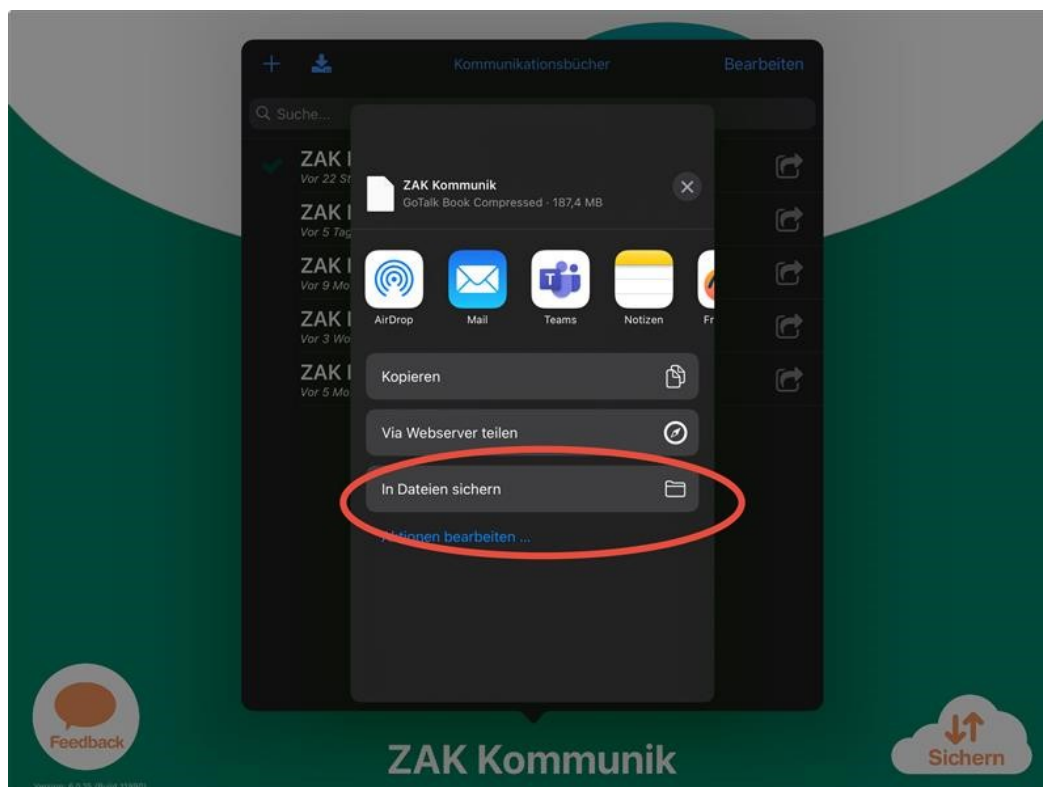 Kommunikationsbücher
Bearbeiten
Suche...
ZAK
Vor 22 St
ZAK
Vor 5 Tag
ZAK
Vor 9 Mo
ZAK
Vor 3 Wo
ZAK
Vor 5 Mo
ZAK Kommunik
GoTalk Book Compressed · 187,4 MB
AirDrop
Mail
Teams
Notizen
Fr
Kopieren
Via Webserver teilen
In Dateien sichern
Aktionen bearbeiten ...
Feedback
ZAK Kommunik
Sichern